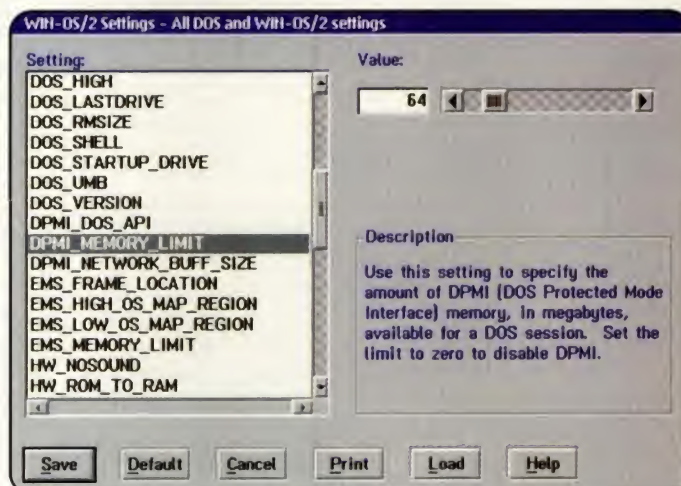 WIN-OS/2 Settings - All DOS and WIN-OS/2 settings
Setting:
DOS_HIGH
DOS_LASTDRIVE
DOS_RMSIZE
DOS_SHELL
DOS_STARTUP_DRIVE
DOS_UMB
DOS_VERSION
DPMI_DOS_API
DPMI_MEMORY_LIMIT
DPMI_NETWORK_BUFF_SIZE
EMS_FRAME_LOCATION
EMS_HIGH_OS_MAP_REGION
EMS_LOW_OS_MAP_REGION
EMS_MEMORY_LIMIT
HW_NOSOUND
HW_ROM_TO_RAM
Value:
64
Description
Use this setting to specify the
amount of DPMI (DOS Protected Mode
Interface) memory, in megabytes,
available for a DOS session. Set the
limit to zero to disable DPMI.
Save Default Cancel Print Load Help